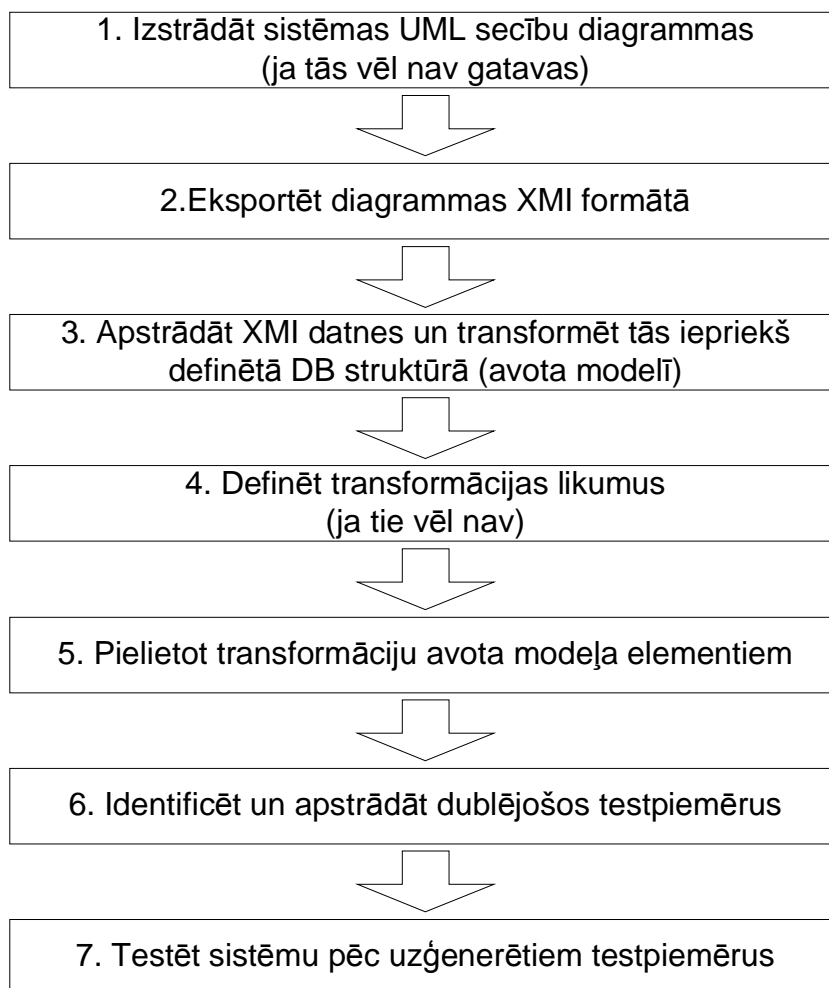 1. Izstrādāt sistēmas UML secību diagrammas
(ja tās vēl nav gatavas)
2.Eksportēt diagrammas XMI formātā
3. Apstrādāt XMI datnes un transformēt tās iepriekš
definētā DB struktūrā (avota modelī)
4. Definēt transformācijas likumus
(ja tie vēl nav)
5. Pielietot transformāciju avota modeļa elementiem
6. Identificēt un apstrādāt dublējošos testpiemērus
7. Testēt sistēmu pēc uzģenerētiem testpiemērus